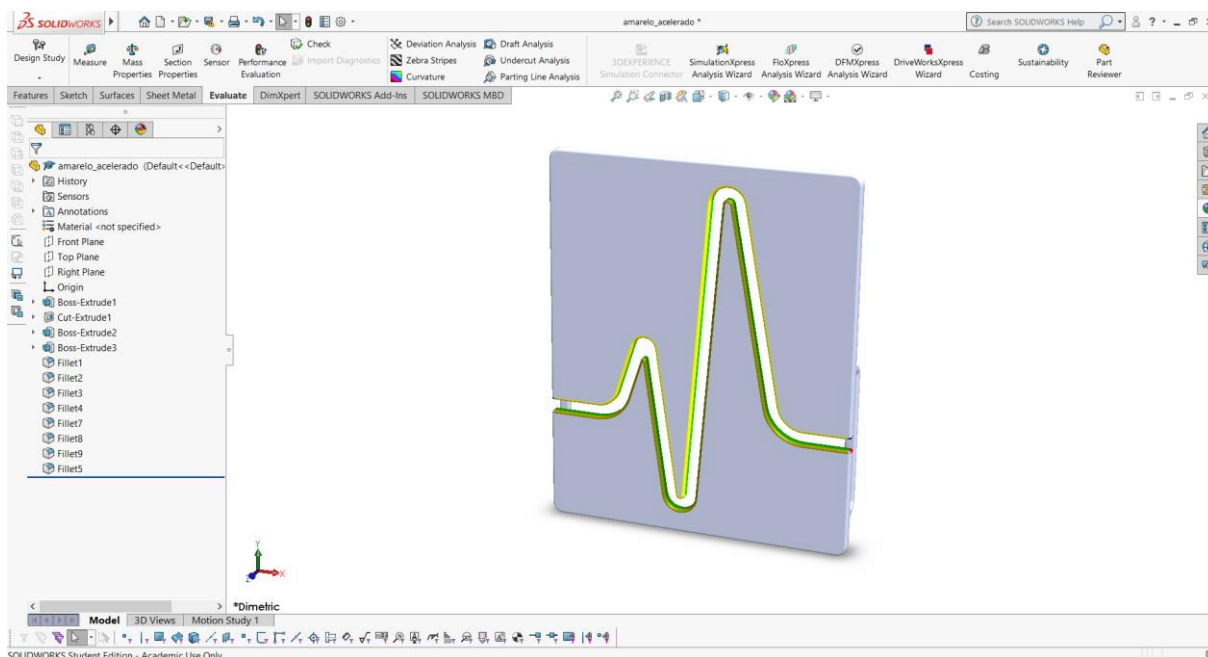 SOLIDWORKS
amarelo_acelerado *
Search SOLIDWORKS Help
Design Study
Measure
Mass Properties
Section Properties
Sensor
Performance Evaluation
Check
Import Diagnostics
Deviation Analysis
Zebra Stripes
Curvature
Draft Analysis
Undercut Analysis
Parting Line Analysis
3DEXPERIENCE Simulation Connector
SimulationXpress Analysis Wizard
FloXpress Analysis Wizard
DFMXpress Analysis Wizard
DriveWorksXpress Wizard
Costing
Sustainability
Part Reviewer
Features Sketch Surfaces Sheet Metal Evaluate DimXpert SOLIDWORKS Add-Ins SOLIDWORKS MBD
amarelo_acelerado (Default<<Default>
History
Sensors
Annotations
Material <not specified>
Front Plane
Top Plane
Right Plane
Origin
Boss-Extrude1
Cut-Extrude1
Boss-Extrude2
Boss-Extrude3
Fillet1
Fillet2
Fillet3
Fillet4
Fillet7
Fillet8
Fillet9
Fillet5
Y
Z
X
*Dimetric
Model 3D Views Motion Study 1
SOLIDWORKS Student Edition - Academic Use Only